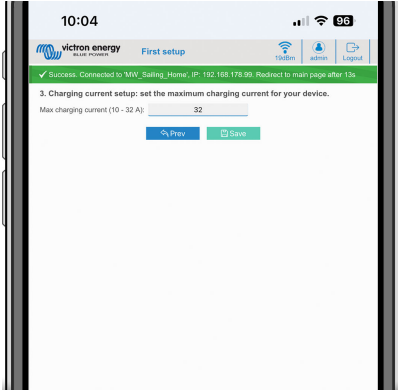 10:04
96
victron energy
BLUE POWER
First setup
19dBm
admin
Logout
✓ Success. Connected to 'MW_Sailing_Home', IP: 192.168.178.99. Redirect to main page after 13s
3. Charging current setup: set the maximum charging current for your device.
Max charging current (10 - 32 A):
32
Prev
Save